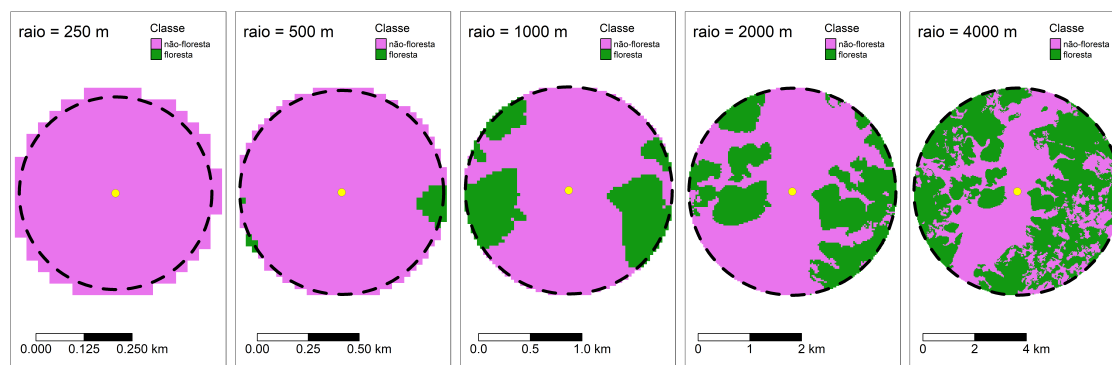 raio = 250 m
Classe
não-floresta
floresta
0.000 0.125 0.250 km
raio = 500 m
Classe
não-floresta
floresta
0.00 0.25 0.50 km
raio = 1000 m
Classe
não-floresta
floresta
0.0 0.5 1.0 km
raio = 2000 m
Classe
não-floresta
floresta
0 1 2 km
raio = 4000 m
Classe
não-floresta
floresta
0 2 4 km